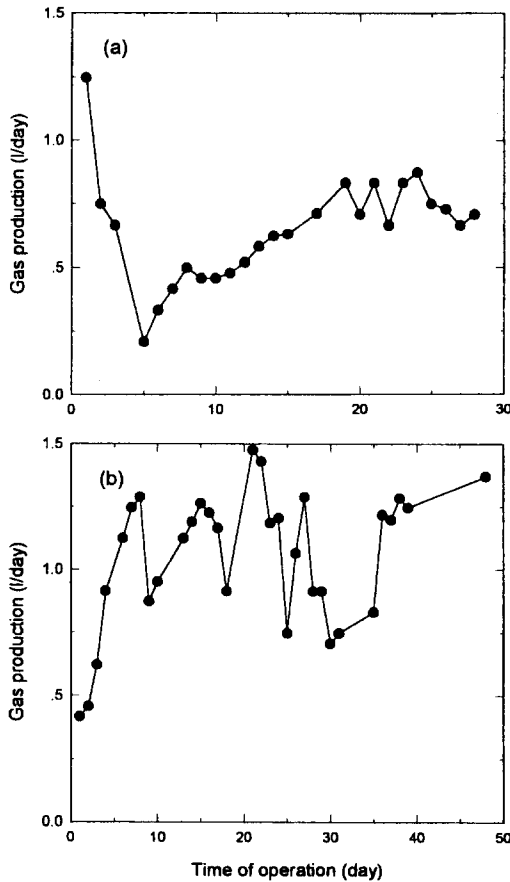 1.5
(a)
1.0
.5
0.0
Gas production (l/day)
0 10 20 30
1.5
(b)
1.0
.5
0.0
Gas production (l/day)
0 10 20 30 40 50
Time of operation (day)